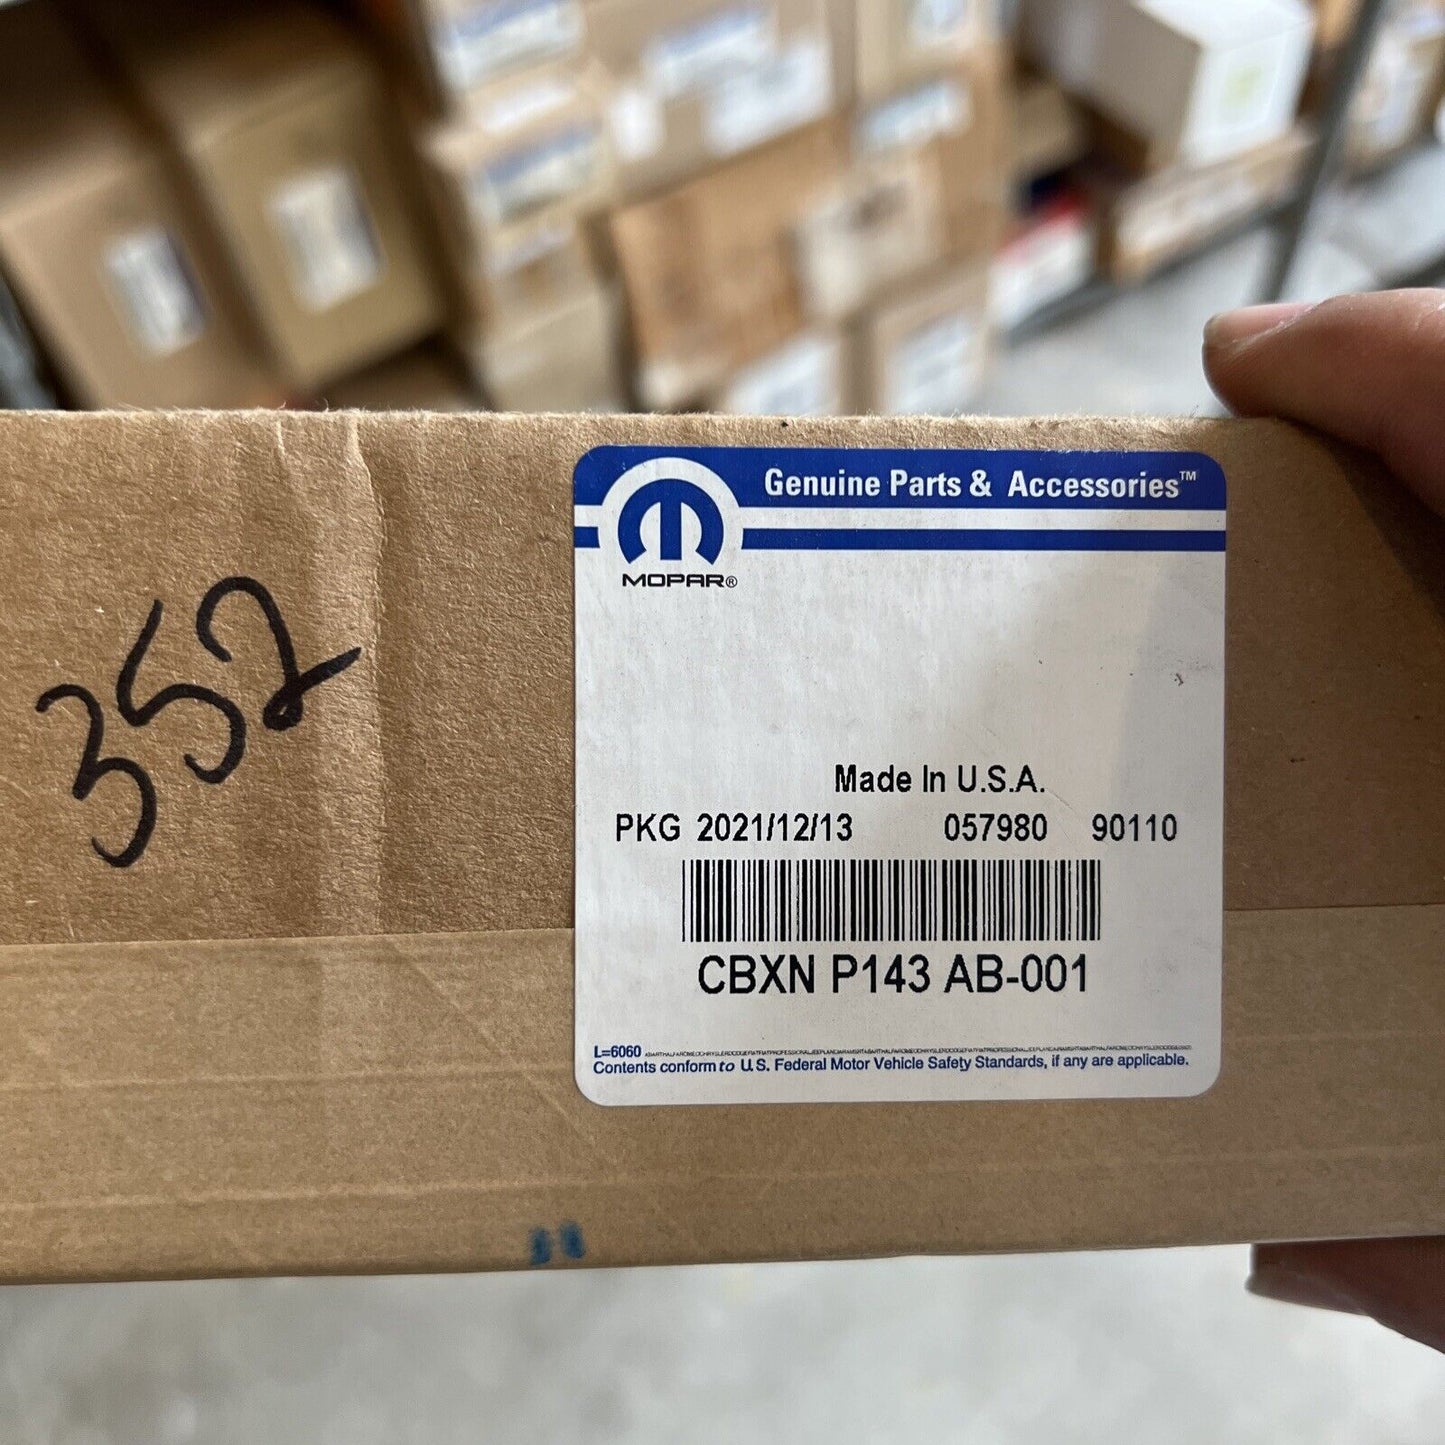 Genuine Parts & Accessories™
MOPAR®
352
Made In U.S.A.
PKG 2021/12/13 057980 90110
CBXN P143 AB-001
L=6060
Contents conform to U.S. Federal Motor Vehicle Safety Standards, if any are applicable.